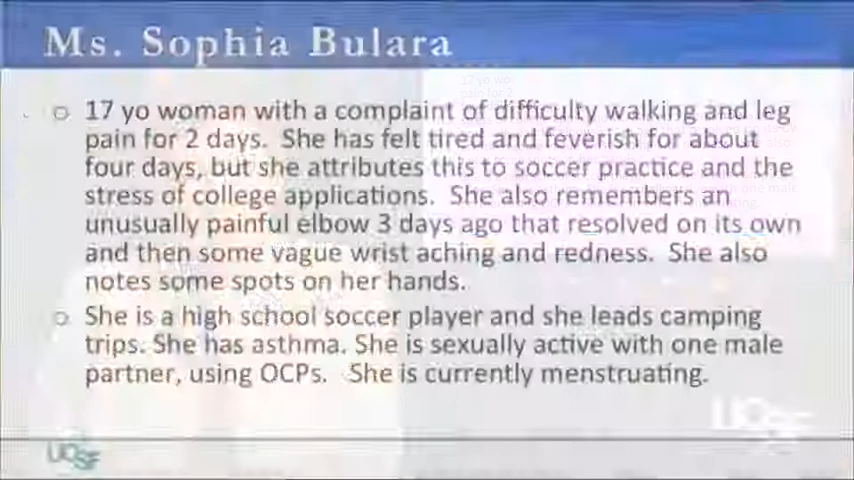 Ms. Sophia Bulara
17 yo woman with a complaint of difficulty walking and leg
pain for 2 days. She has felt tired and feverish for about
four days, but she attributes this to soccer practice and the
stress of college applications. She also remembers an
unusually painful elbow 3 days ago that resolved on its own
and then some vague wrist aching and redness. She also
notes some spots on her hands.
She is a high school soccer player and she leads camping
trips. She has asthma. She is sexually active with one male
partner, using OCPs. She is currently menstruating.
UCSF
UCSF